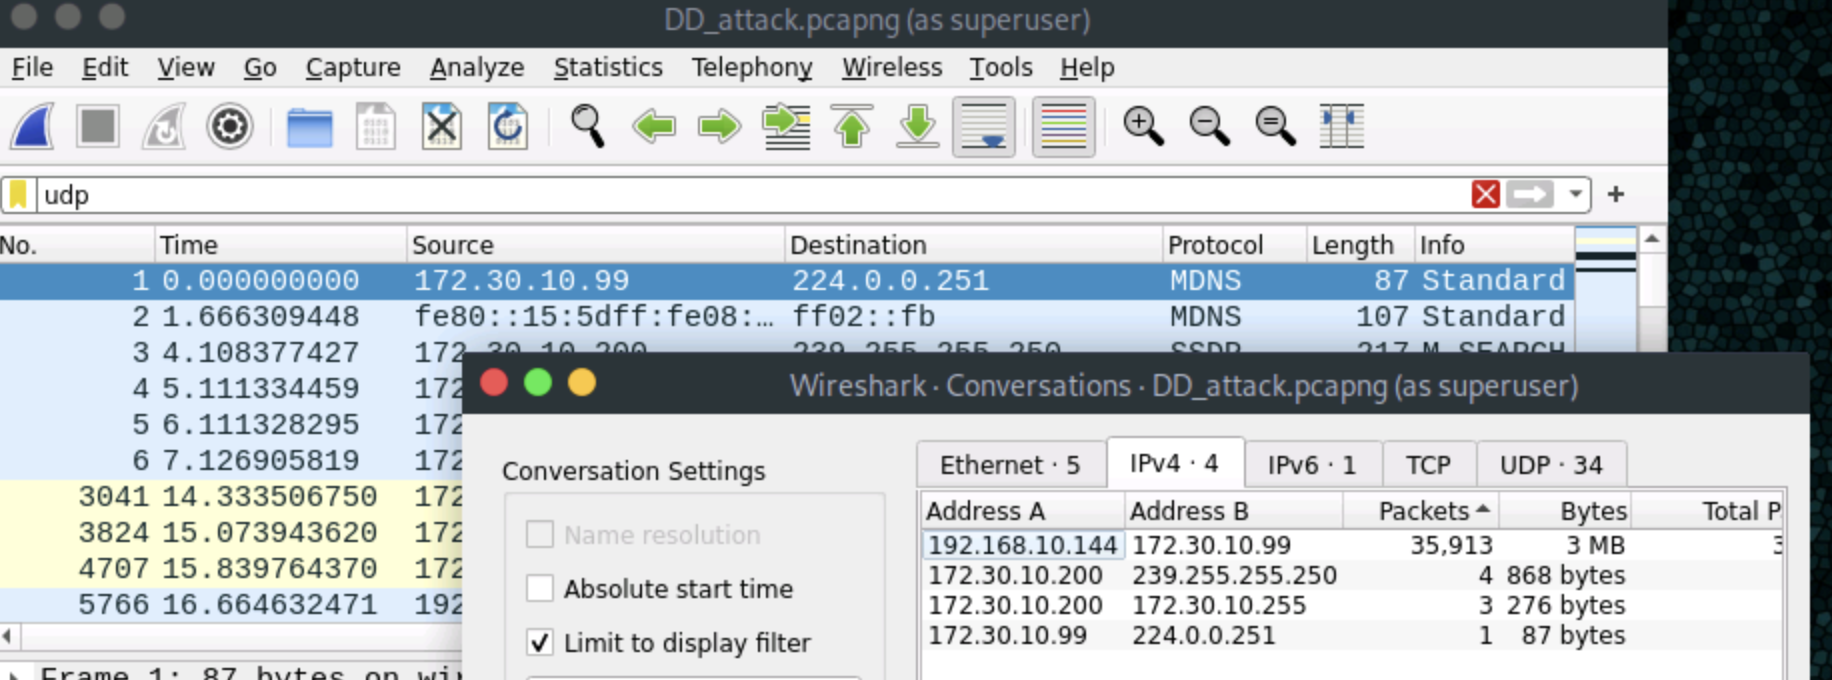 DD_attack.pcapng (as superuser)
File Edit View Go Capture Analyze Statistics Telephony Wireless Tools Help
udp
No. Time Source Destination Protocol Length Info
1 0.000000000 172.30.10.99 224.0.0.251 MDNS 87 Standard
2 1.666309448 fe80::15:5dff:fe08:… ff02::fb MDNS 107 Standard
3 4.108377427 172.30.10.200 239.255.255.250 SSDP 217 M-SEARCH
4 5.111334459 172
5 6.111328295 172
6 7.126905819 172
3041 14.333506750 172
3824 15.073943620 172
4707 15.839764370 172
5766 16.664632471 192
Frame 1: 87 bytes on wir
Wireshark · Conversations · DD_attack.pcapng (as superuser)
Conversation Settings
Name resolution
Absolute start time
Limit to display filter
Ethernet · 5 IPv4 · 4 IPv6 · 1 TCP UDP · 34
Address A Address B Packets Bytes Total P
192.168.10.144 172.30.10.99 35,913 3 MB 3
172.30.10.200 239.255.255.250 4 868 bytes
172.30.10.200 172.30.10.255 3 276 bytes
172.30.10.99 224.0.0.251 1 87 bytes